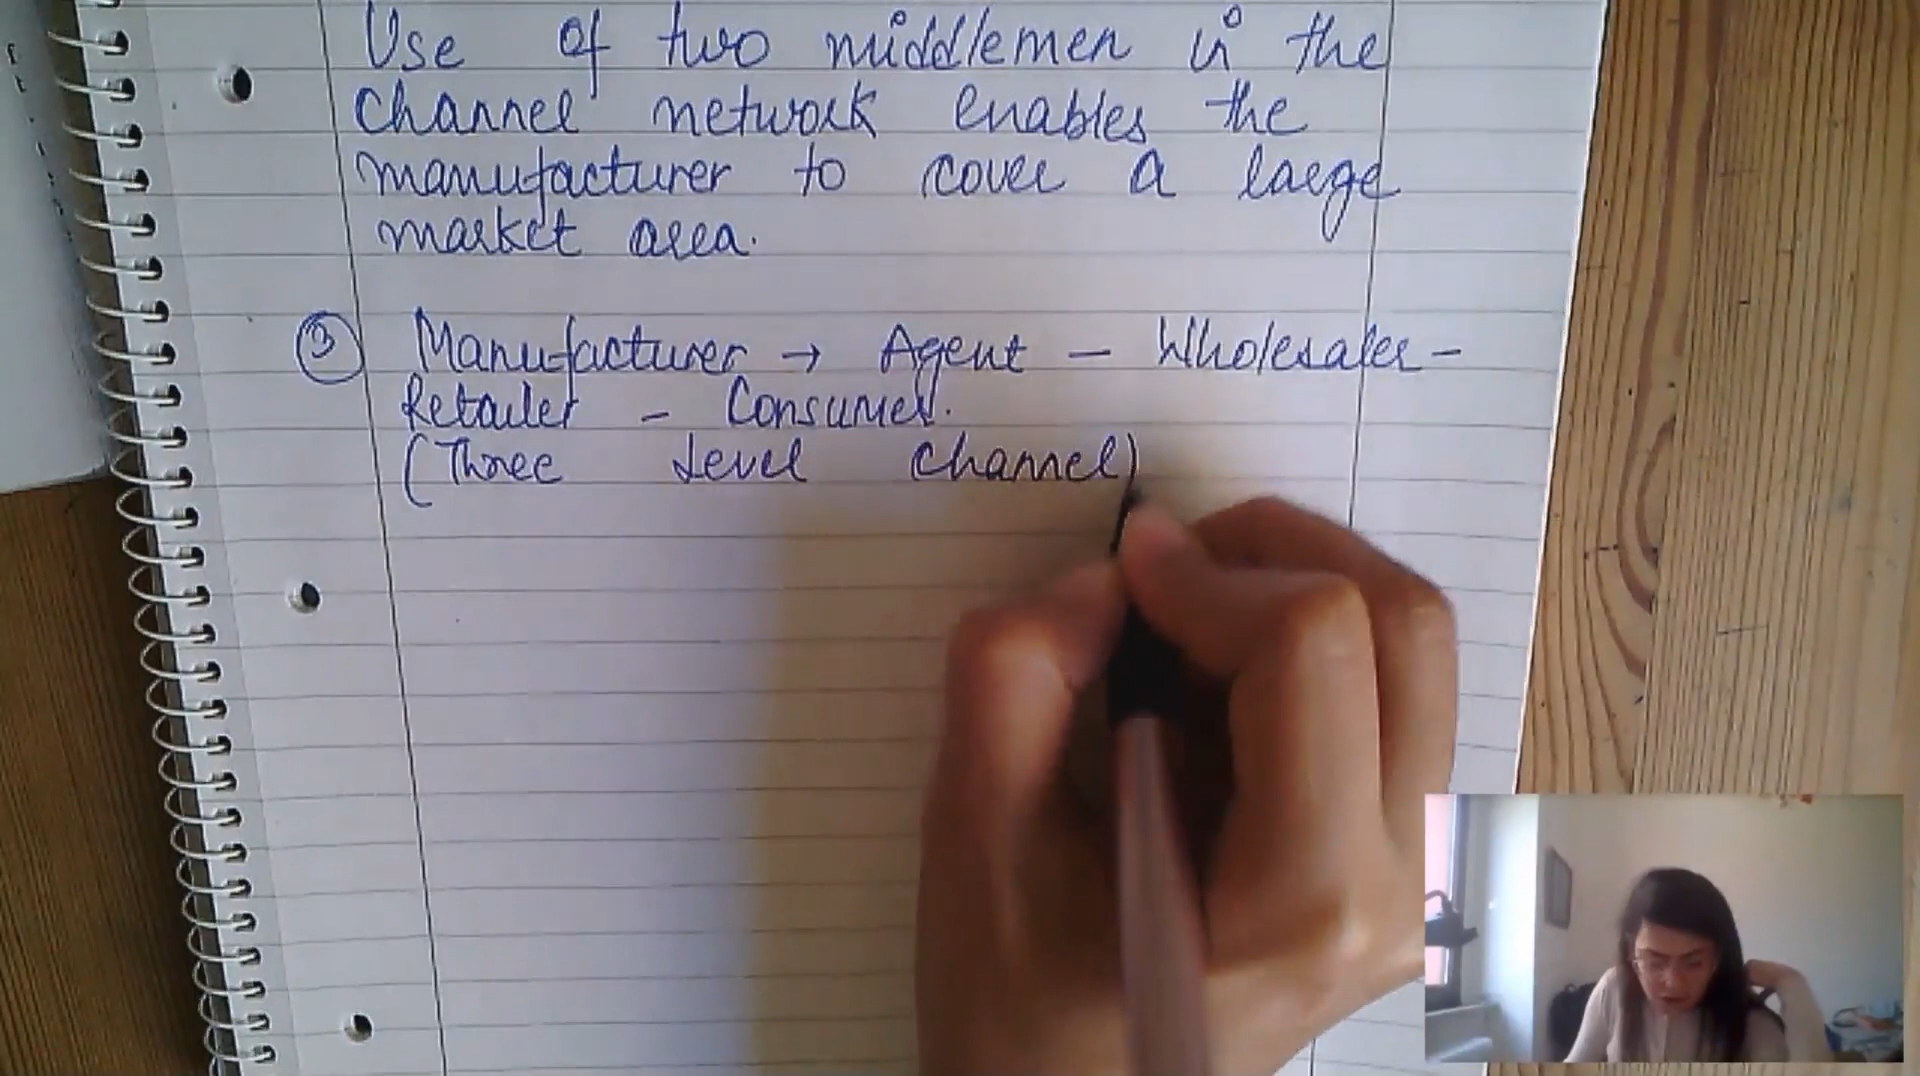 Use of two middlemen in the
channel network enables the
manufacturer to cover a large
market area.
③ Manufacturer → Agent - Wholesaler -
Retailer - Consumer.
(Three Level Channel)